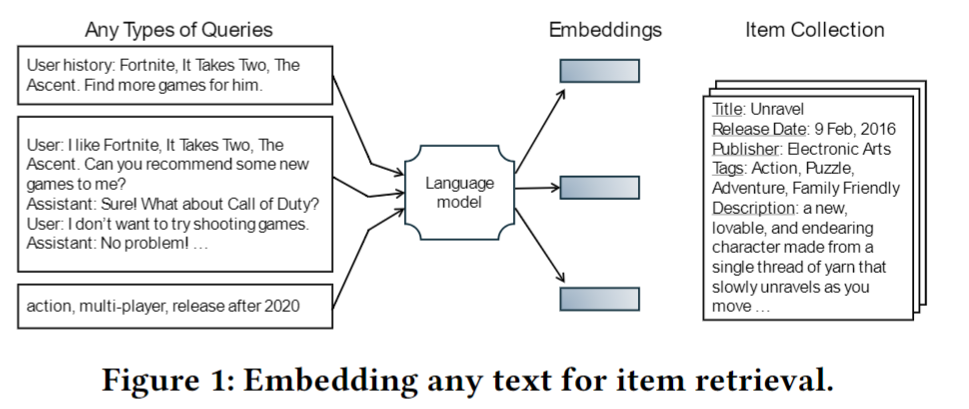 Any Types of Queries
User history: Fortnite, It Takes Two, The
Ascent. Find more games for him.
User: I like Fortnite, It Takes Two, The
Ascent. Can you recommend some new
games to me?
Assistant: Sure! What about Call of Duty?
User: I don't want to try shooting games.
Assistant: No problem! …
action, multi-player, release after 2020
Language
model
Embeddings
Item Collection
Title: Unravel
Release Date: 9 Feb, 2016
Publisher: Electronic Arts
Tags: Action, Puzzle,
Adventure, Family Friendly
Description: a new,
lovable, and endearing
character made from a
single thread of yarn that
slowly unravels as you
move …
Figure 1: Embedding any text for item retrieval.